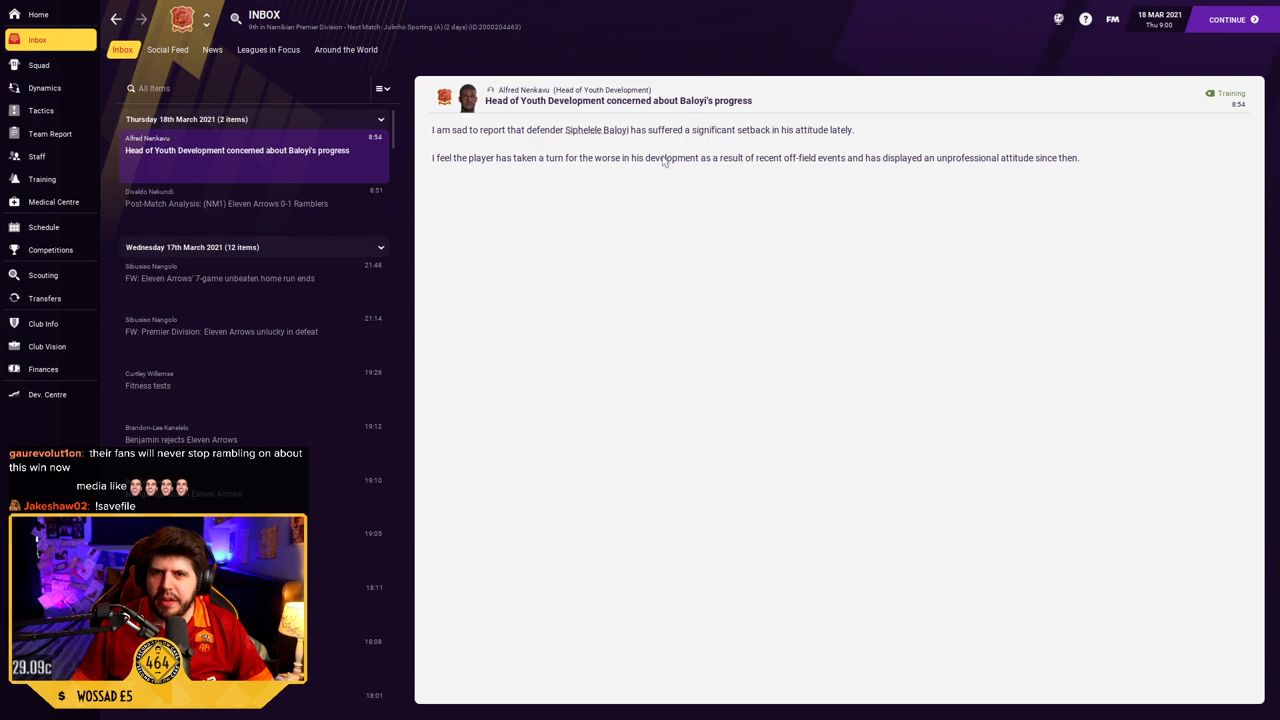 Home
Inbox
Squad
Dynamics
Tactics
Team Report
Staff
Training
Medical Centre
Schedule
Competitions
Scouting
Transfers
Club Info
Club Vision
Finances
Dev. Centre
INBOX
9th in Namibian Premier Division - Next Match: Julinho Sporting (A) (2 days) (ID:2000204463)
FM
18 MAR 2021
Thu 9:00
CONTINUE
Inbox
Social Feed
News
Leagues in Focus
Around the World
All Items
Thursday 18th March 2021 (2 items)
Alfred Nenkavu
8:54
Head of Youth Development concerned about Baloyi's progress
Divaldo Nekundi
8:51
Post-Match Analysis: (NM1) Eleven Arrows 0-1 Ramblers
Wednesday 17th March 2021 (12 items)
Sibusiso Nangolo
21:48
FW: Eleven Arrows' 7-game unbeaten home run ends
Sibusiso Nangolo
21:14
FW: Premier Division: Eleven Arrows unlucky in defeat
Curtley Willemse
19:26
Fitness tests
Brandon-Lee Kanelelo
19:12
Benjamin rejects Eleven Arrows
19:10
Eleven Arrows
19:05
18:11
18:08
18:01
Alfred Nenkavu (Head of Youth Development)
Head of Youth Development concerned about Baloyi's progress
Training
8:54
I am sad to report that defender Siphelele Baloyi has suffered a significant setback in his attitude lately.
I feel the player has taken a turn for the worse in his development as a result of recent off-field events and has displayed an unprofessional attitude since then.
gaurevolut1on: their fans will never stop rambling on about
this win now
media like
Jakeshaw02: !savefile
29.09c
464
$ WOSSAD £5